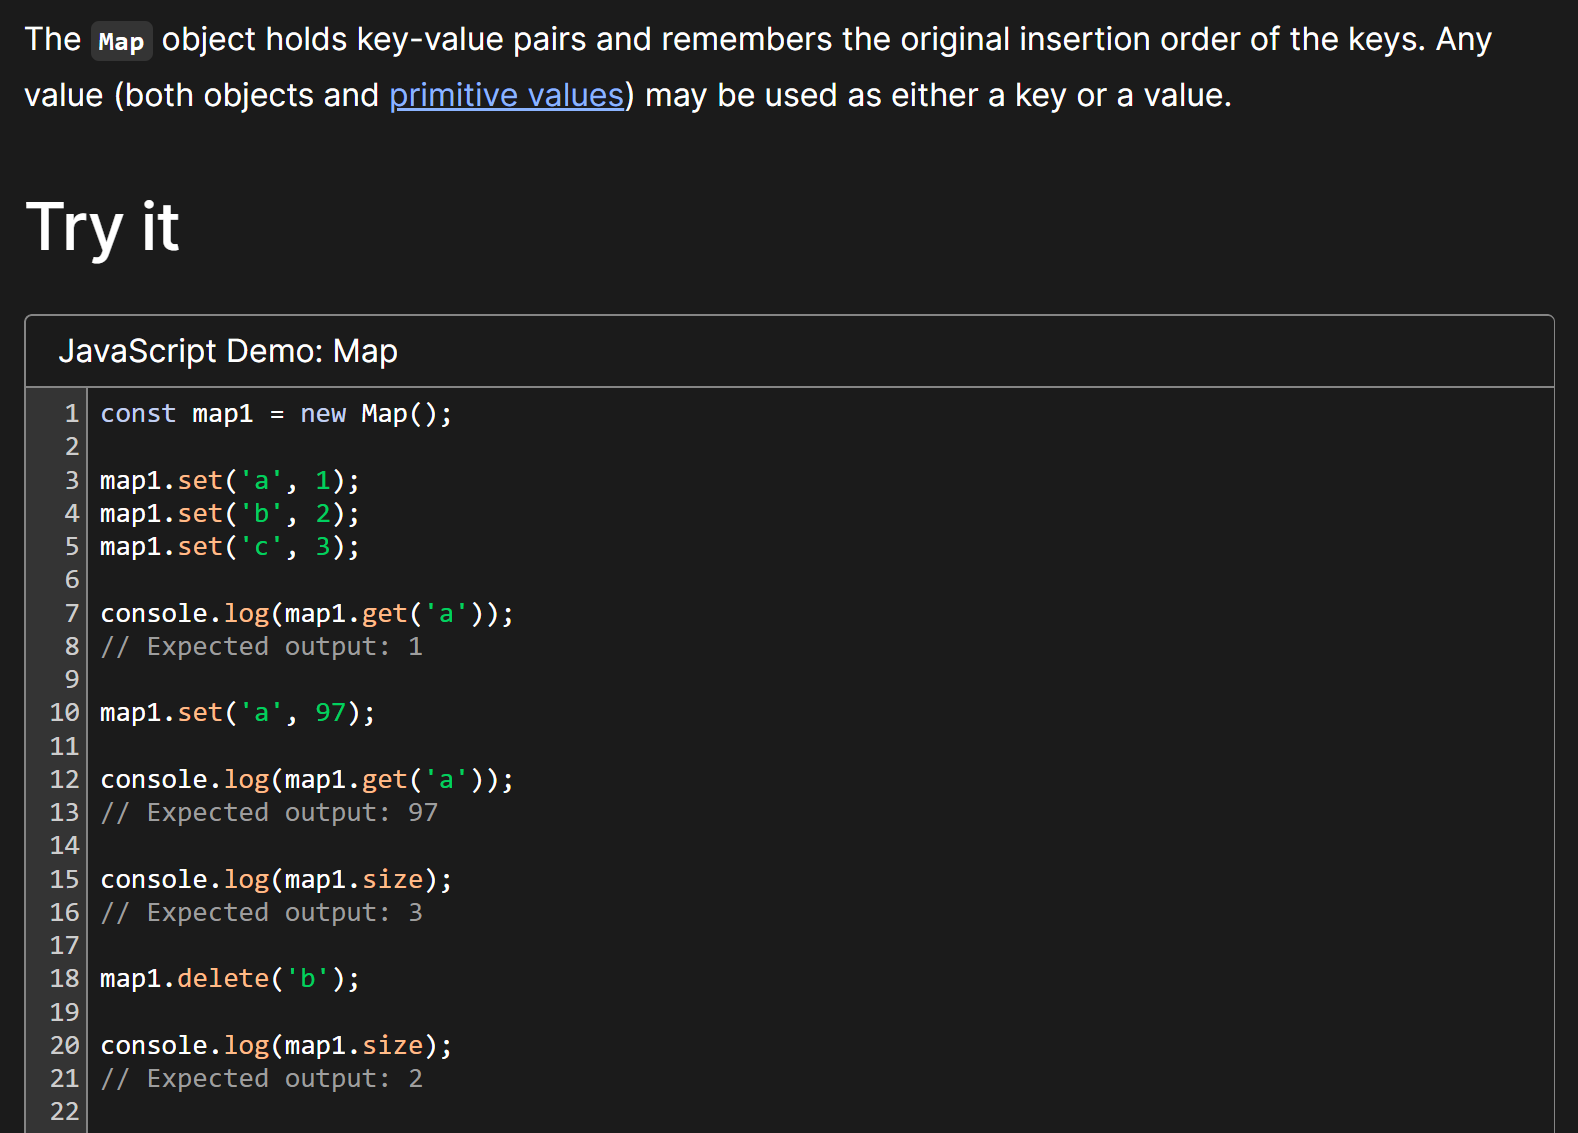 The Map object holds key-value pairs and remembers the original insertion order of the keys. Any
value (both objects and primitive values) may be used as either a key or a value.
Try it
JavaScript Demo: Map
1 const map1 = new Map();
2
3 map1.set('a', 1);
4 map1.set('b', 2);
5 map1.set('c', 3);
6
7 console.log(map1.get('a'));
8 // Expected output: 1
9
10 map1.set('a', 97);
11
12 console.log(map1.get('a'));
13 // Expected output: 97
14
15 console.log(map1.size);
16 // Expected output: 3
17
18 map1.delete('b');
19
20 console.log(map1.size);
21 // Expected output: 2
22